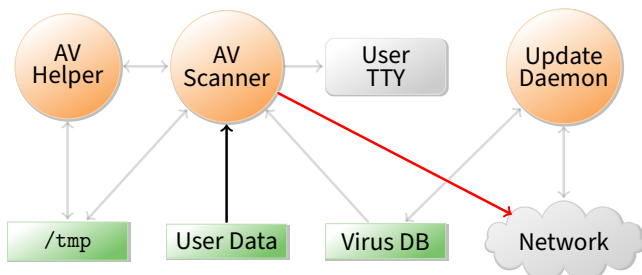 AV
Helper
AV
Scanner
User
TTY
Update
Daemon
/tmp
User Data
Virus DB
Network